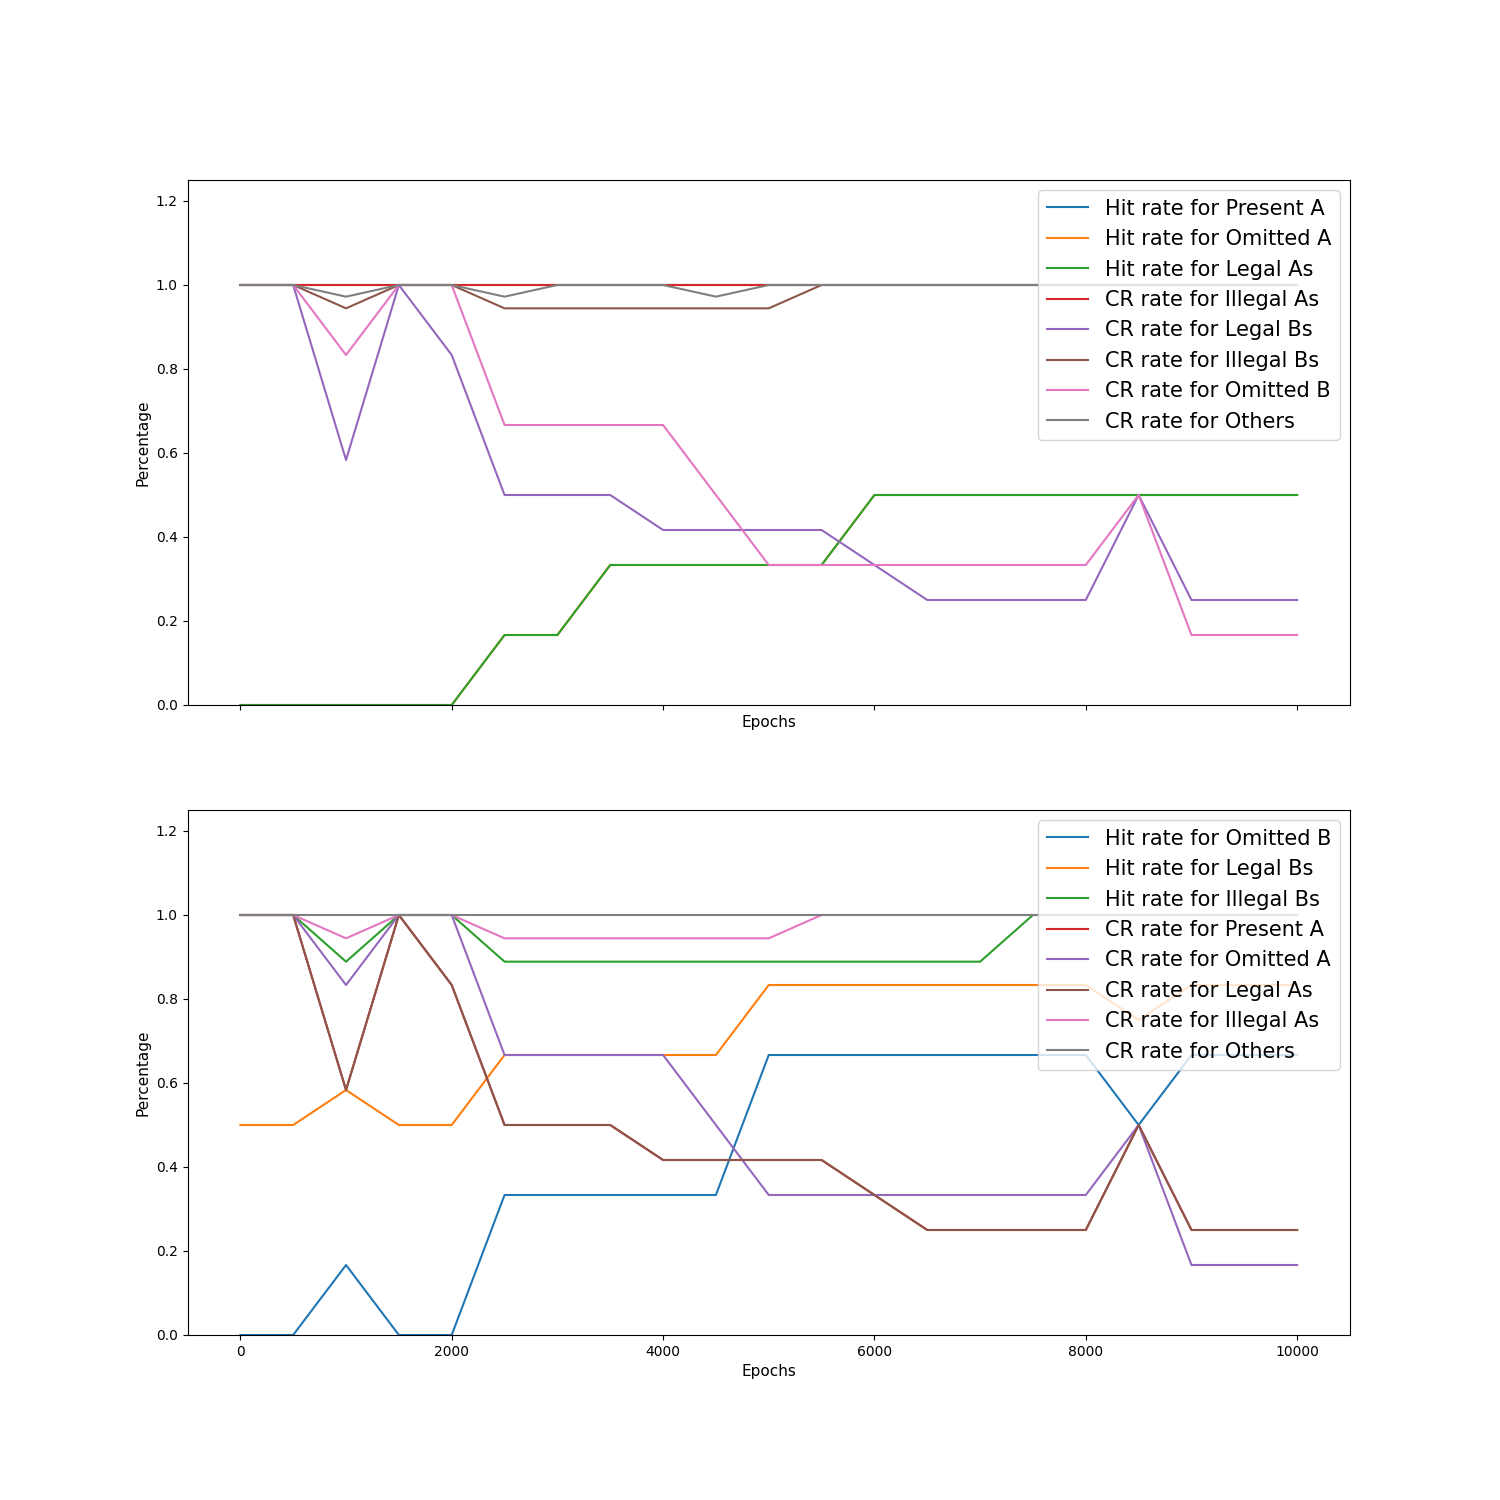 1.2
1.0
0.8
0.6
0.4
0.2
0.0
Percentage
Epochs
Hit rate for Present A
Hit rate for Omitted A
Hit rate for Legal As
CR rate for Illegal As
CR rate for Legal Bs
CR rate for Illegal Bs
CR rate for Omitted B
CR rate for Others
1.2
1.0
0.8
0.6
0.4
0.2
0.0
Percentage
Hit rate for Omitted B
Hit rate for Legal Bs
Hit rate for Illegal Bs
CR rate for Present A
CR rate for Omitted A
CR rate for Legal As
CR rate for Illegal As
CR rate for Others
0 2000 4000 6000 8000 10000
Epochs